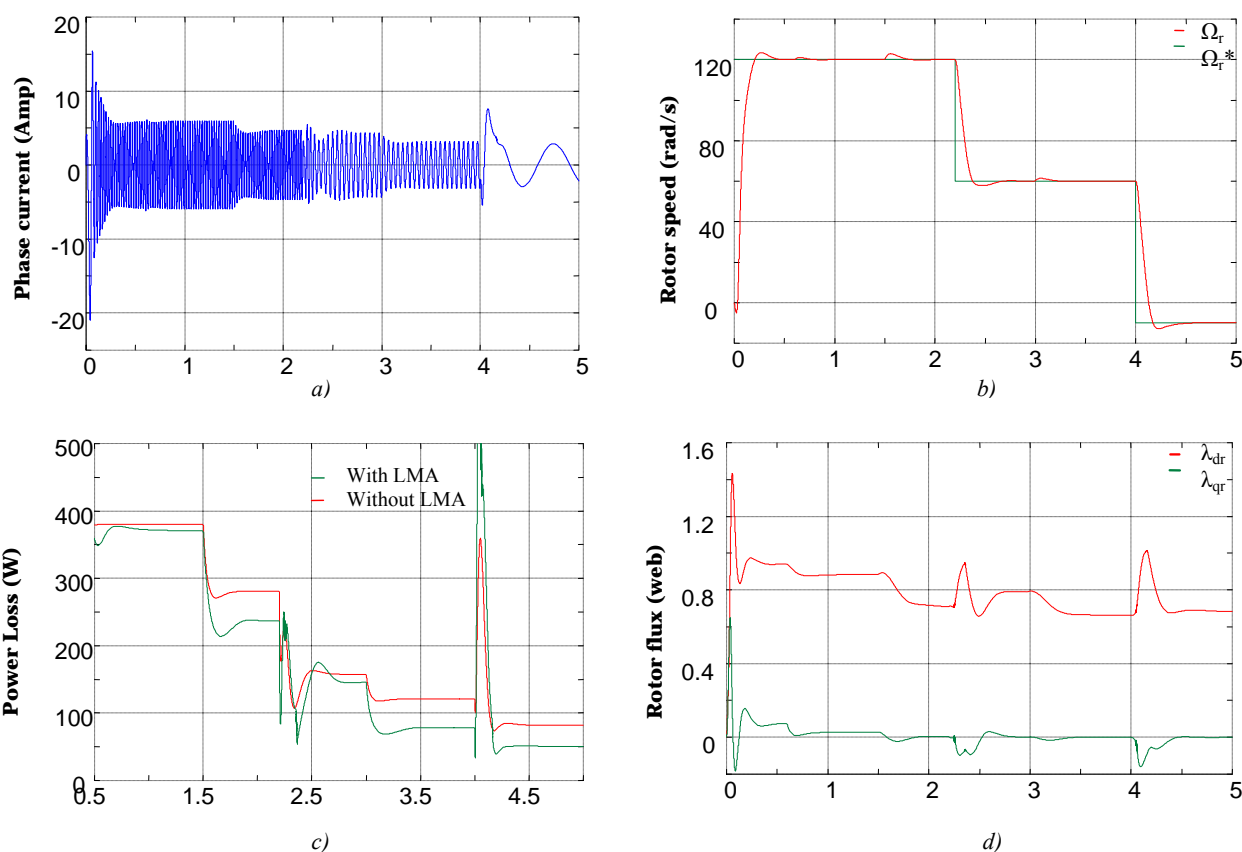 Phase current (Amp)
20
10
0
-10
-20
0 1 2 3 4 5
a)
Rotor speed (rad/s)
120
80
40
0
0 1 2 3 4 5
Ωr
Ωr*
b)
Power Loss (W)
500
400
300
200
100
0
0.5 1.5 2.5 3.5 4.5
With LMA
Without LMA
c)
Rotor flux (web)
1.6
1.2
0.8
0.4
0
0 1 2 3 4 5
λdr
λqr
d)